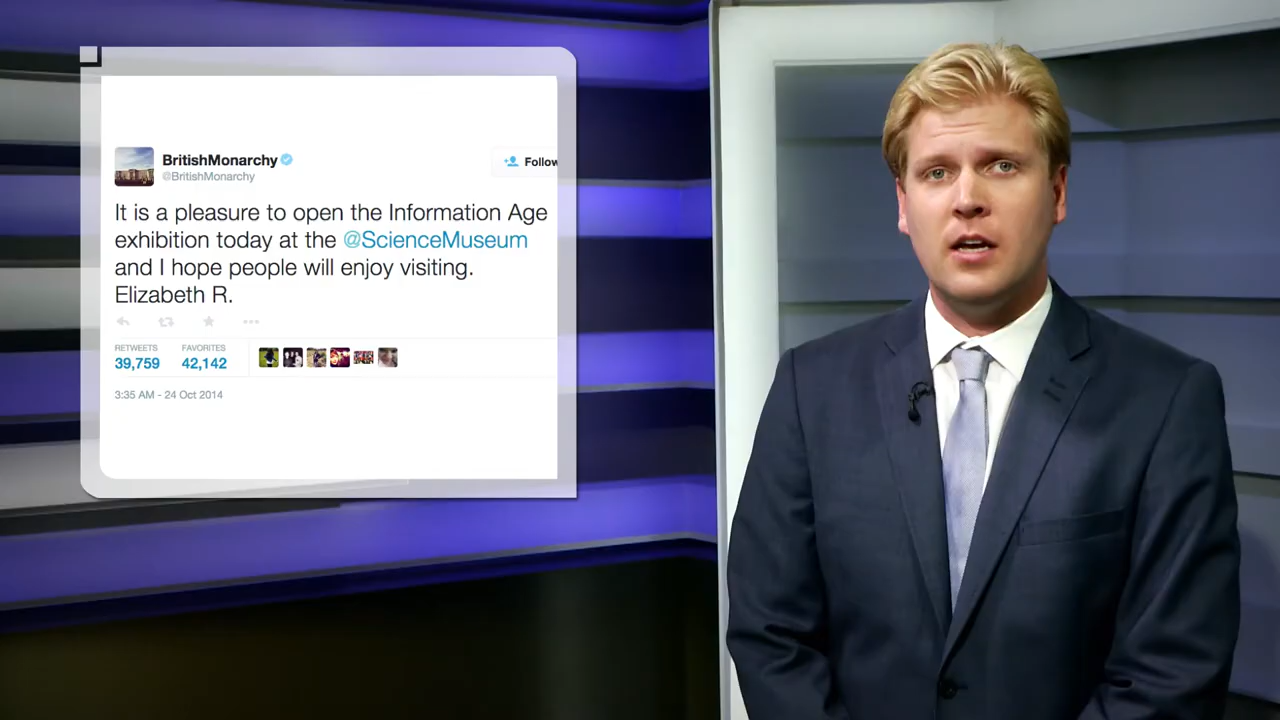 BritishMonarchy
@BritishMonarchy
Follow
It is a pleasure to open the Information Age
exhibition today at the @ScienceMuseum
and I hope people will enjoy visiting.
Elizabeth R.
RETWEETS FAVORITES
39,759 42,142
3:35 AM - 24 Oct 2014